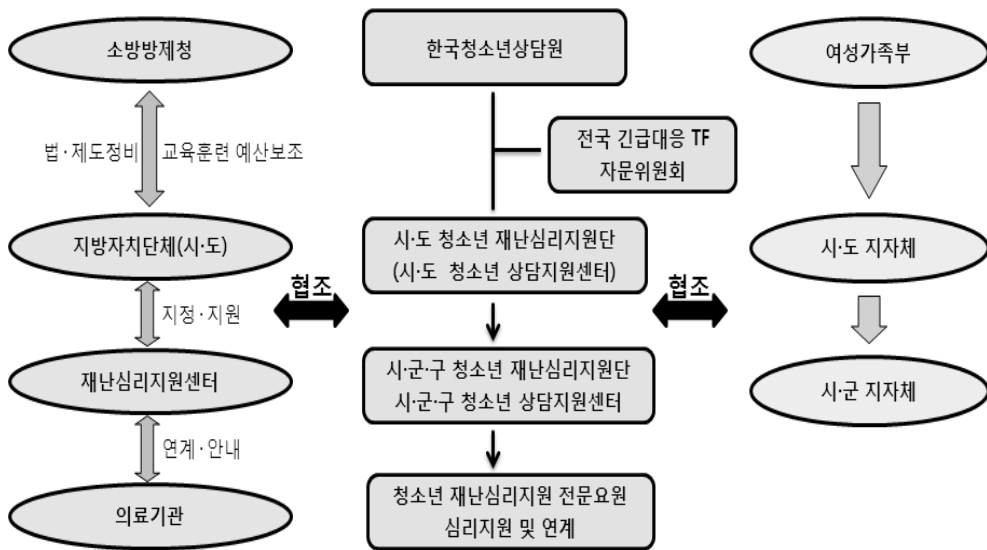 소방방제청
법·제도정비
교육훈련 예산보조
지방자치단체(시·도)
지정·지원
재난심리지원센터
연계·안내
의료기관
협조
한국청소년상담원
전국 긴급대응 TF
자문위원회
시·도 청소년 재난심리지원단
(시·도 청소년 상담지원센터)
시·군·구 청소년 재난심리지원단
시·군·구 청소년 상담지원센터
청소년 재난심리지원 전문요원
심리지원 및 연계
협조
여성가족부
시·도 지자체
시·군 지자체